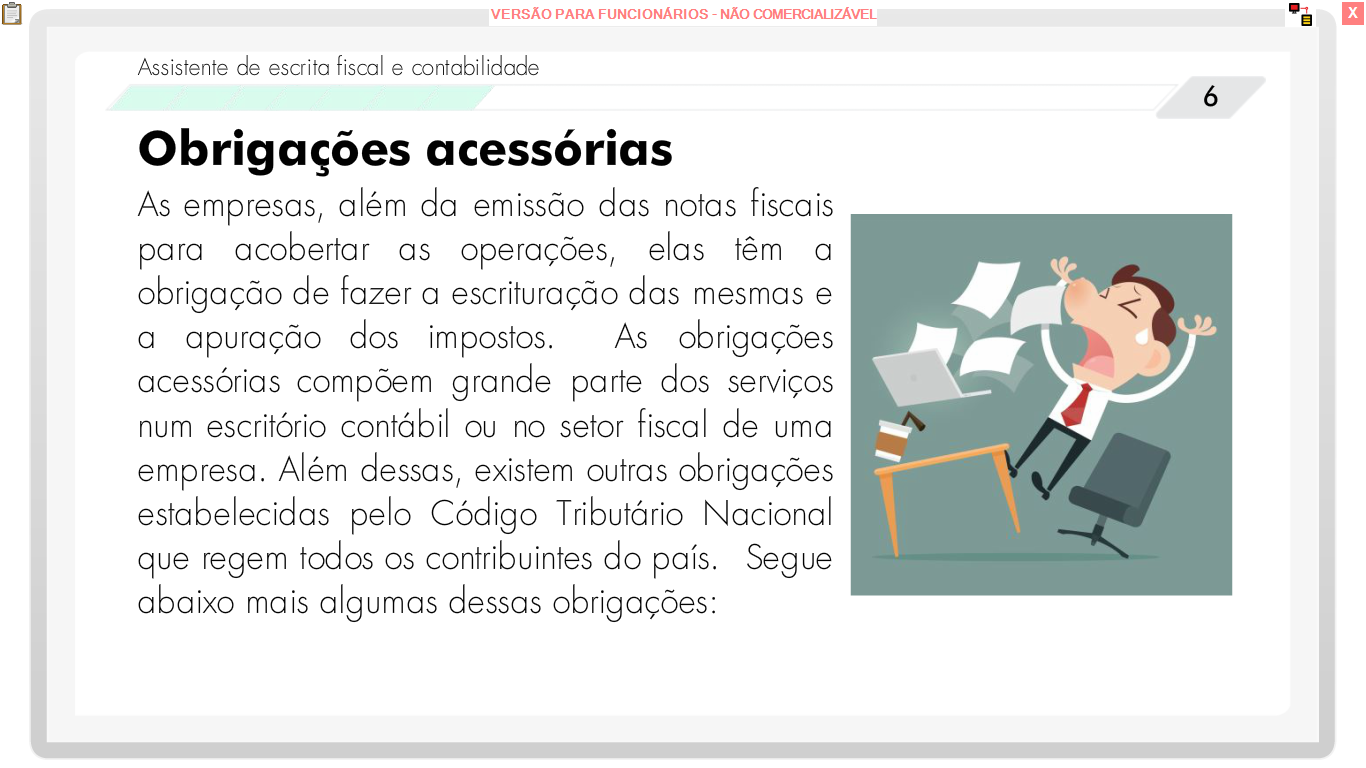 VERSÃO PARA FUNCIONÁRIOS - NÃO COMERCIALIZÁVEL
X
Assistente de escrita fiscal e contabilidade
6
Obrigações acessórias
As empresas, além da emissão das notas fiscais
para acobertar as operações, elas têm a
obrigação de fazer a escrituração das mesmas e
a apuração dos impostos. As obrigações
acessórias compõem grande parte dos serviços
num escritório contábil ou no setor fiscal de uma
empresa. Além dessas, existem outras obrigações
estabelecidas pelo Código Tributário Nacional
que regem todos os contribuintes do país. Segue
abaixo mais algumas dessas obrigações: